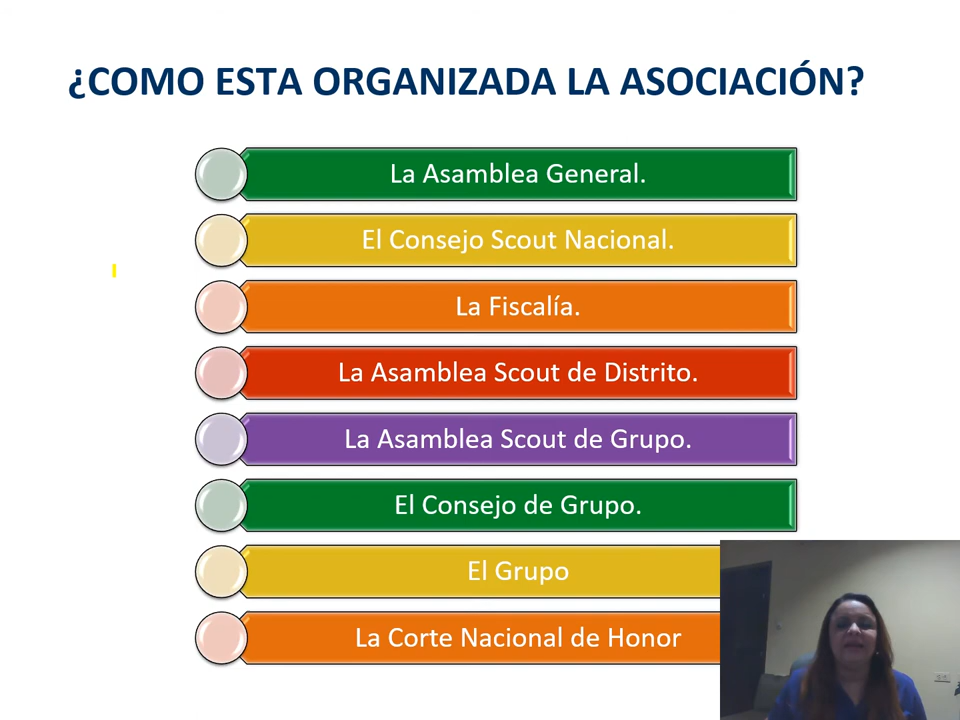 ¿COMO ESTA ORGANIZADA LA ASOCIACIÓN?
La Asamblea General.
El Consejo Scout Nacional.
La Fiscalía.
La Asamblea Scout de Distrito.
La Asamblea Scout de Grupo.
El Consejo de Grupo.
El Grupo
La Corte Nacional de Honor